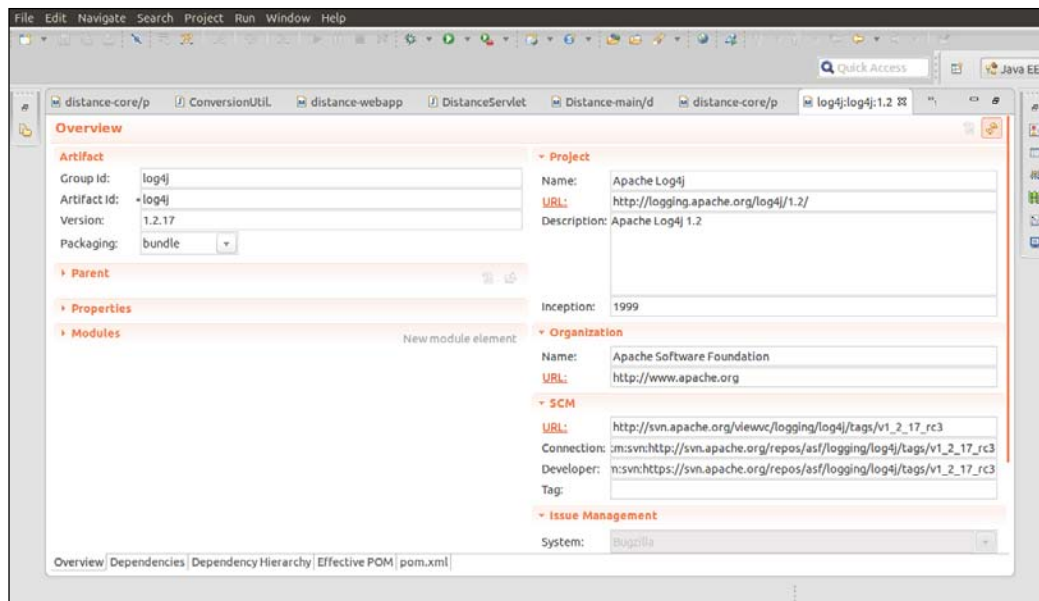 File Edit Navigate Search Project Run Window Help
Quick Access
Java EE
distance-core/p
ConversionUtil.
distance-webapp
DistanceServlet
Distance-main/d
distance-core/p
log4j:log4j:1.2
Overview
Artifact
Group Id: log4j
Artifact Id: log4j
Version: 1.2.17
Packaging: bundle
Parent
Properties
Modules
New module element
Project
Name: Apache Log4j
URL: http://logging.apache.org/log4j/1.2/
Description: Apache Log4j 1.2
Inception: 1999
Organization
Name: Apache Software Foundation
URL: http://www.apache.org
SCM
URL: http://svn.apache.org/viewvc/logging/log4j/tags/v1_2_17_rc3
Connection: :m:svn:http://svn.apache.org/repos/asf/logging/log4j/tags/v1_2_17_rc3
Developer: n:svn:https://svn.apache.org/repos/asf/logging/log4j/tags/v1_2_17_rc3
Tag:
Issue Management
System: Bugzilla
Overview Dependencies Dependency Hierarchy Effective POM pom.xml